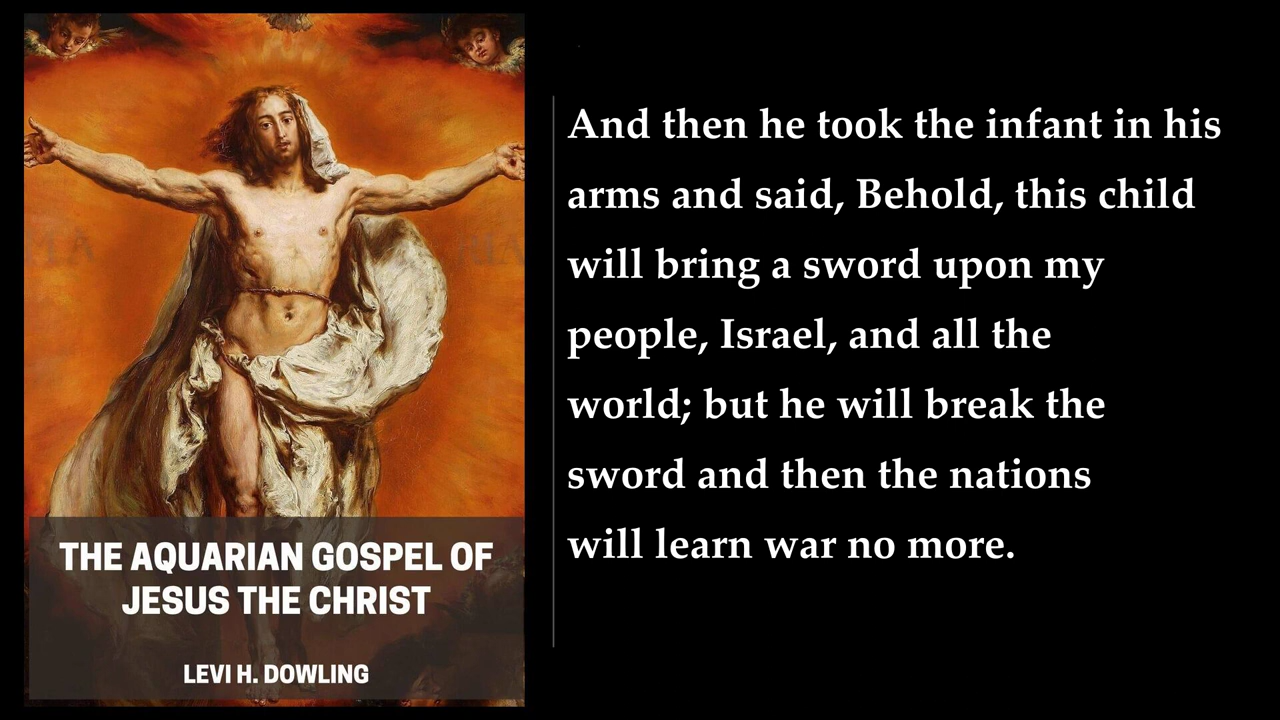 THE AQUARIAN GOSPEL OF
JESUS THE CHRIST
LEVI H. DOWLING
And then he took the infant in his
arms and said, Behold, this child
will bring a sword upon my
people, Israel, and all the
world; but he will break the
sword and then the nations
will learn war no more.